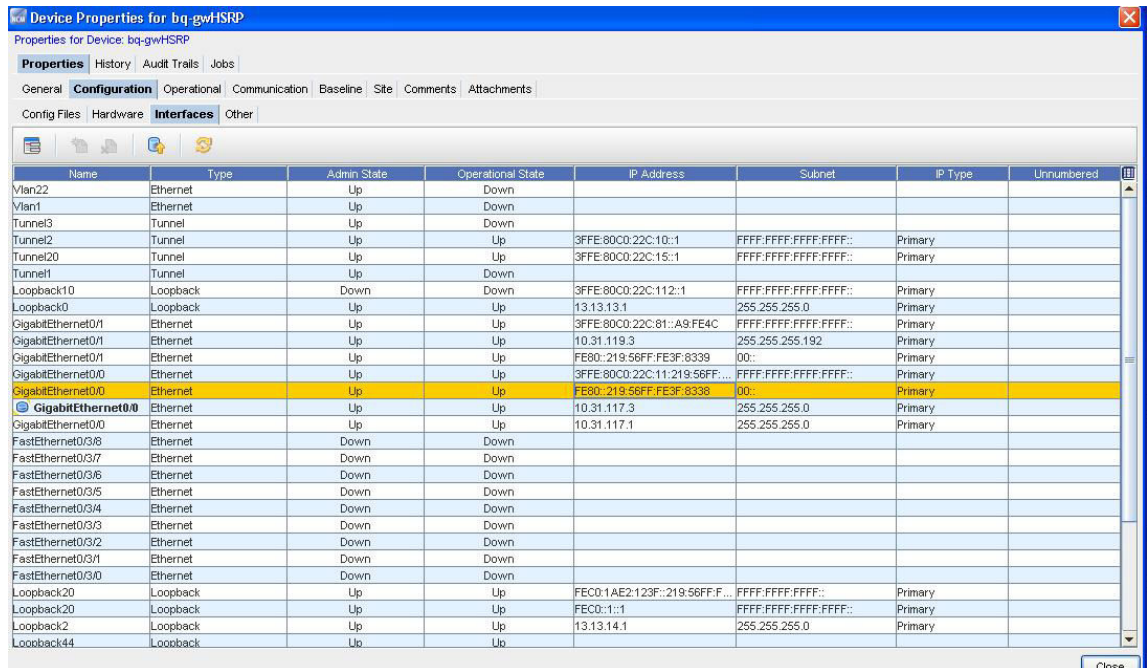 Device Properties for bq-gwHSRP
Properties for Device: bq-gwHSRP
Properties History Audit Trails Jobs
General Configuration Operational Communication Baseline Site Comments Attachments
Config Files Hardware Interfaces Other
Name Type Admin State Operational State IP Address Subnet IP Type Unnumbered
Vlan22 Ethernet Up Down
Vlan1 Ethernet Up Down
Tunnel3 Tunnel Up Down
Tunnel2 Tunnel Up Up 3FFE:80C0:22C:10::1 FFFF:FFFF:FFFF:FFFF:: Primary
Tunnel20 Tunnel Up Up 3FFE:80C0:22C:15::1 FFFF:FFFF:FFFF:FFFF:: Primary
Tunnel1 Tunnel Up Down
Loopback10 Loopback Down Down 3FFE:80C0:22C:112::1 FFFF:FFFF:FFFF:FFFF:: Primary
Loopback0 Loopback Up Up 13.13.13.1 255.255.255.0 Primary
GigabitEthernet0/1 Ethernet Up Up 3FFE:80C0:22C:81::A9:FE4C FFFF:FFFF:FFFF:FFFF:: Primary
GigabitEthernet0/1 Ethernet Up Up 10.31.119.3 255.255.255.192 Primary
GigabitEthernet0/1 Ethernet Up Up FE80::219:56FF:FE3F:8339 00:: Primary
GigabitEthernet0/0 Ethernet Up Up 3FFE:80C0:22C:11:219:56FF:... FFFF:FFFF:FFFF:FFFF:: Primary
GigabitEthernet0/0 Ethernet Up Up FE80::219:56FF:FE3F:8338 00:: Primary
GigabitEthernet0/0 Ethernet Up Up 10.31.117.3 255.255.255.0 Primary
GigabitEthernet0/0 Ethernet Up Up 10.31.117.1 255.255.255.0 Primary
FastEthernet0/3/8 Ethernet Down Down
FastEthernet0/3/7 Ethernet Down Down
FastEthernet0/3/6 Ethernet Down Down
FastEthernet0/3/5 Ethernet Down Down
FastEthernet0/3/4 Ethernet Down Down
FastEthernet0/3/3 Ethernet Down Down
FastEthernet0/3/2 Ethernet Down Down
FastEthernet0/3/1 Ethernet Down Down
FastEthernet0/3/0 Ethernet Down Down
Loopback20 Loopback Up Up FEC0:1AE2:123F::219:56FF:F... FFFF:FFFF:FFFF:: Primary
Loopback20 Loopback Up Up FEC0::1::1 FFFF:FFFF:FFFF:FFFF:: Primary
Loopback2 Loopback Up Up 13.13.14.1 255.255.255.0 Primary
Loopback44 Loopback Up Up
Close